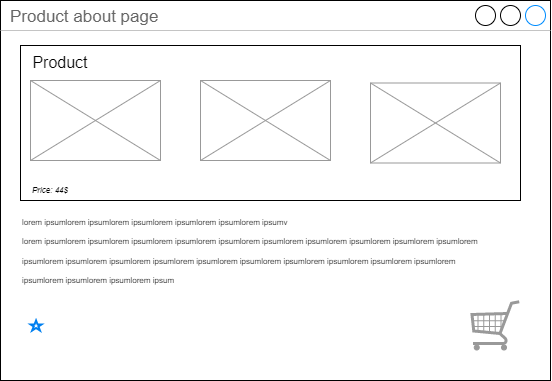 Product about page
Product
Price: 44$
lorem ipsumlorem ipsumlorem ipsumlorem ipsumlorem ipsumlorem ipsumv
lorem ipsumlorem ipsumlorem ipsumlorem ipsumlorem ipsumlorem ipsumlorem ipsumlorem ipsumlorem ipsumlorem ipsumlorem
ipsumlorem ipsumlorem ipsumlorem ipsumlorem ipsumlorem ipsumlorem ipsumlorem ipsumlorem ipsumlorem ipsumlorem
ipsumlorem ipsumlorem ipsumlorem ipsum